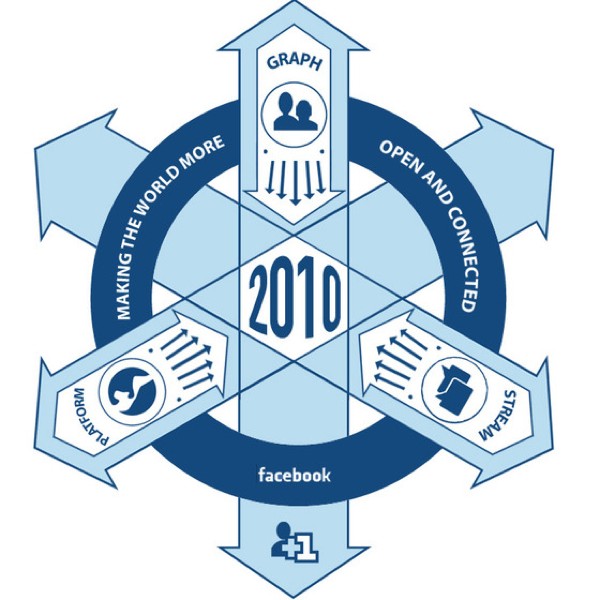 GRAPH
MAKING THE WORLD MORE
OPEN AND CONNECTED
2010
PLATFORM
STREAM
facebook
+1